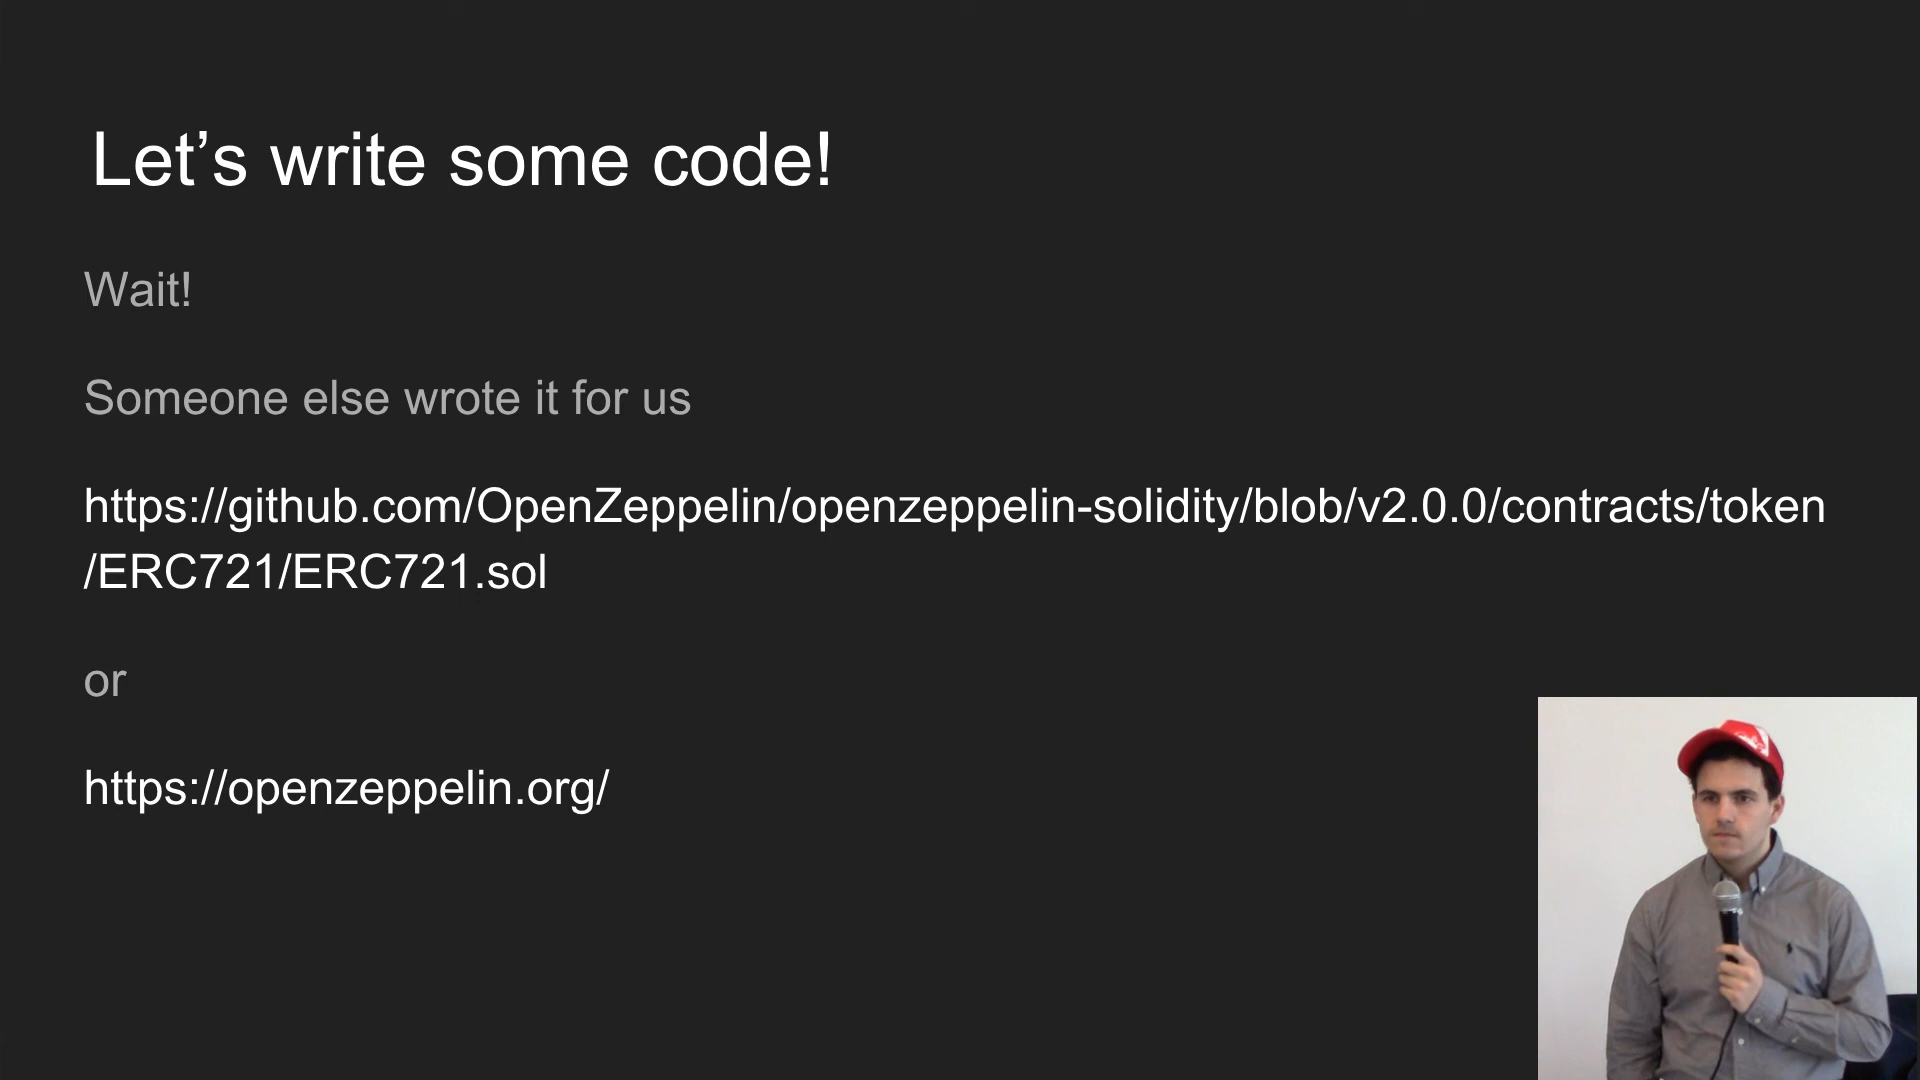 Let’s write some code!
Wait!
Someone else wrote it for us
https://github.com/OpenZeppelin/openzeppelin-solidity/blob/v2.0.0/contracts/token
/ERC721/ERC721.sol
or
https://openzeppelin.org/